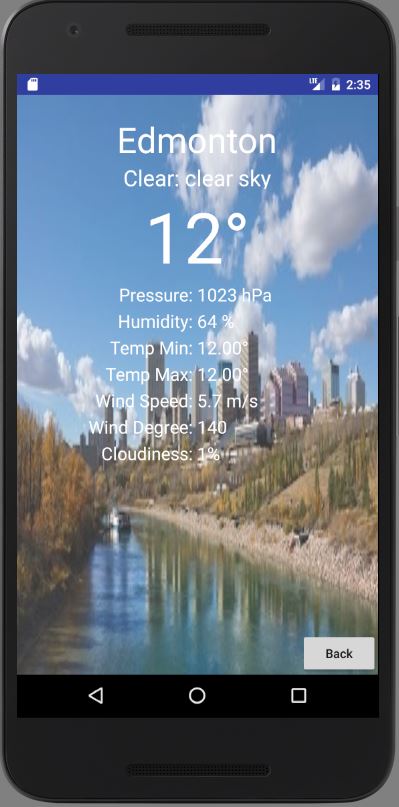 LTE 2:35
Edmonton
Clear: clear sky
12°
Pressure: 1023 hPa
Humidity: 64 %
Temp Min: 12.00°
Temp Max: 12.00°
Wind Speed: 5.7 m/s
Wind Degree: 140
Cloudiness: 1%
Back